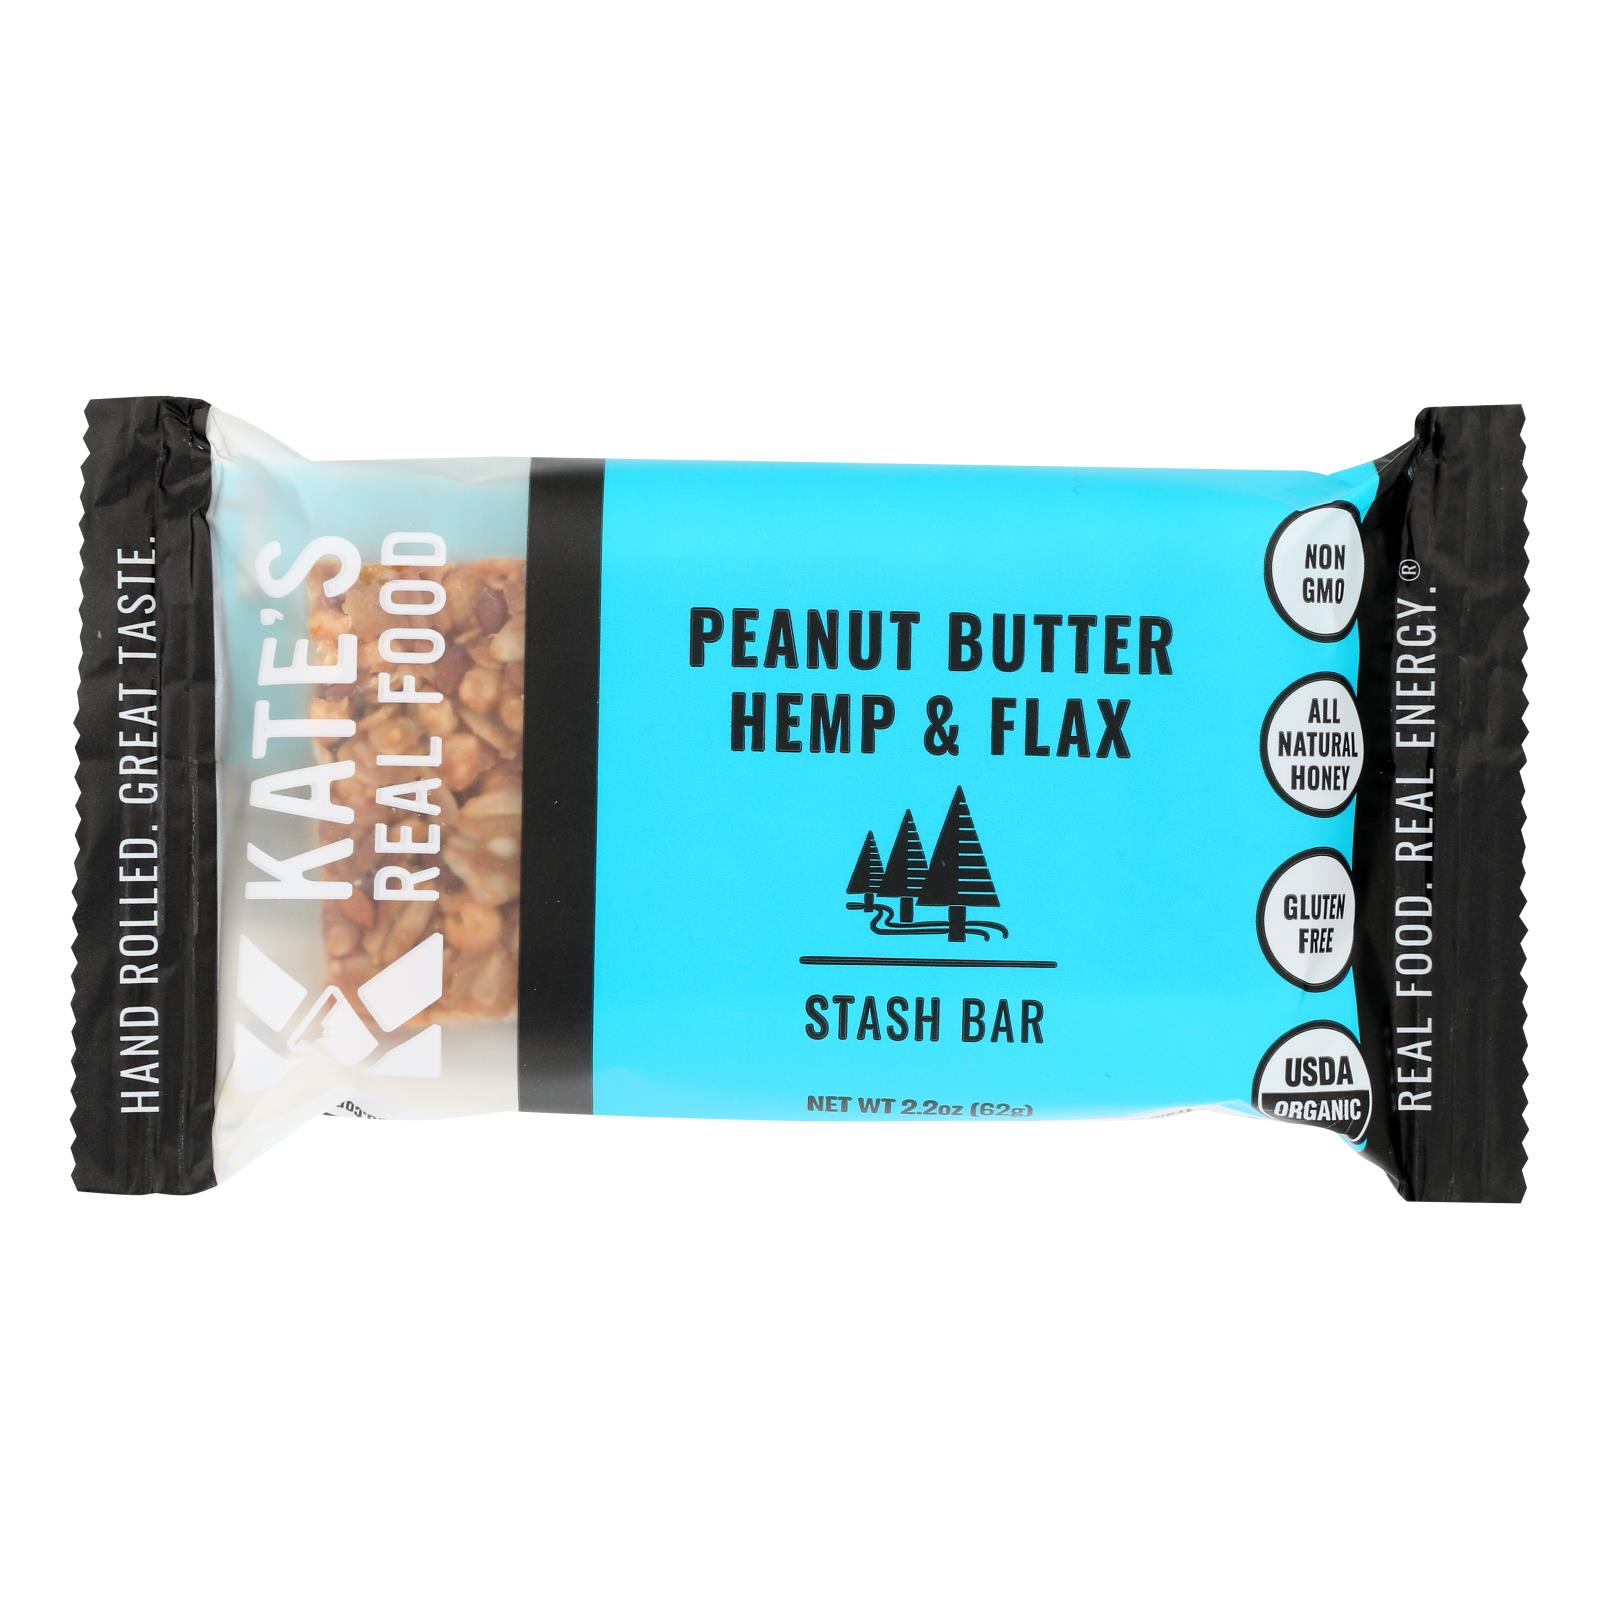 HAND ROLLED. GREAT TASTE.
KATE'S
REAL FOOD
PEANUT BUTTER
HEMP & FLAX
STASH BAR
NET WT 2.2oz (62g)
NON
GMO
ALL
NATURAL
HONEY
GLUTEN
FREE
USDA
ORGANIC
REAL FOOD. REAL ENERGY.®